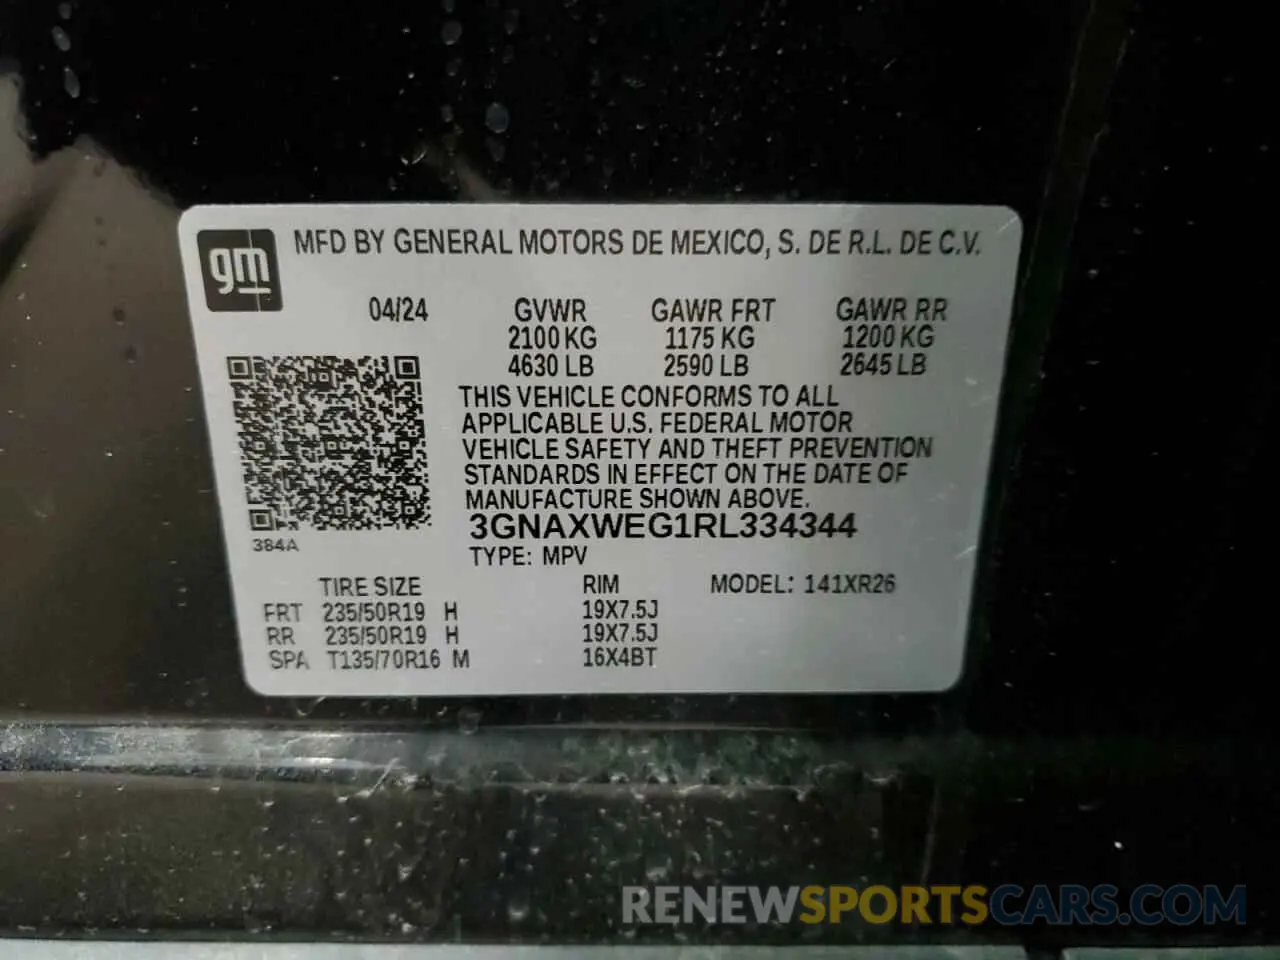 gm
MFD BY GENERAL MOTORS DE MEXICO, S. DE R.L. DE C.V.
04/24 GVWR GAWR FRT GAWR RR
2100 KG 1175 KG 1200 KG
4630 LB 2590 LB 2645 LB
THIS VEHICLE CONFORMS TO ALL
APPLICABLE U.S. FEDERAL MOTOR
VEHICLE SAFETY AND THEFT PREVENTION
STANDARDS IN EFFECT ON THE DATE OF
MANUFACTURE SHOWN ABOVE.
3GNAXWEG1RL334344
384A
TYPE: MPV
TIRE SIZE RIM MODEL: 141XR26
FRT 235/50R19 H 19X7.5J
RR 235/50R19 H 19X7.5J
SPA T135/70R16 M 16X4BT
RENEWSPORTSCARS.COM